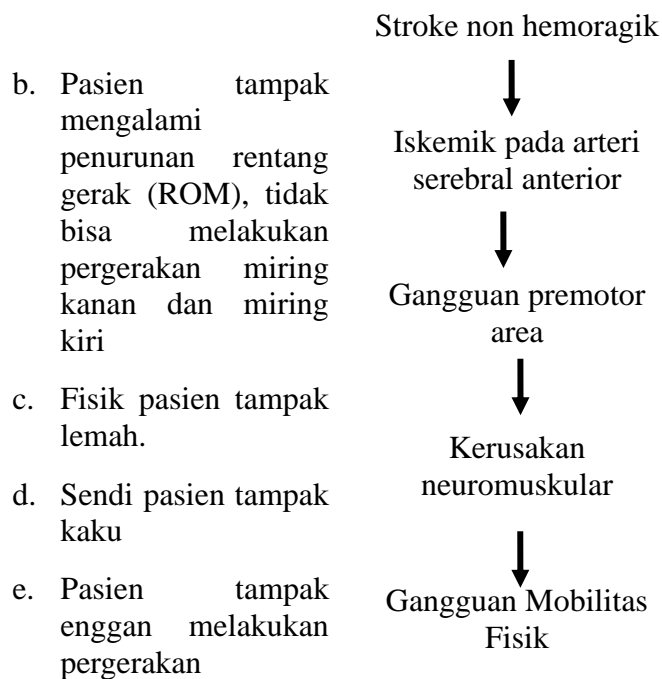 b. Pasien tampak
mengalami
penurunan rentang
gerak (ROM), tidak
bisa melakukan
pergerakan miring
kanan dan miring
kiri
c. Fisik pasien tampak
lemah.
d. Sendi pasien tampak
kaku
e. Pasien tampak
enggan melakukan
pergerakan
Stroke non hemoragik
Iskemik pada arteri
serebral anterior
Gangguan premotor
area
Kerusakan
neuromuskular
Gangguan Mobilitas
Fisik